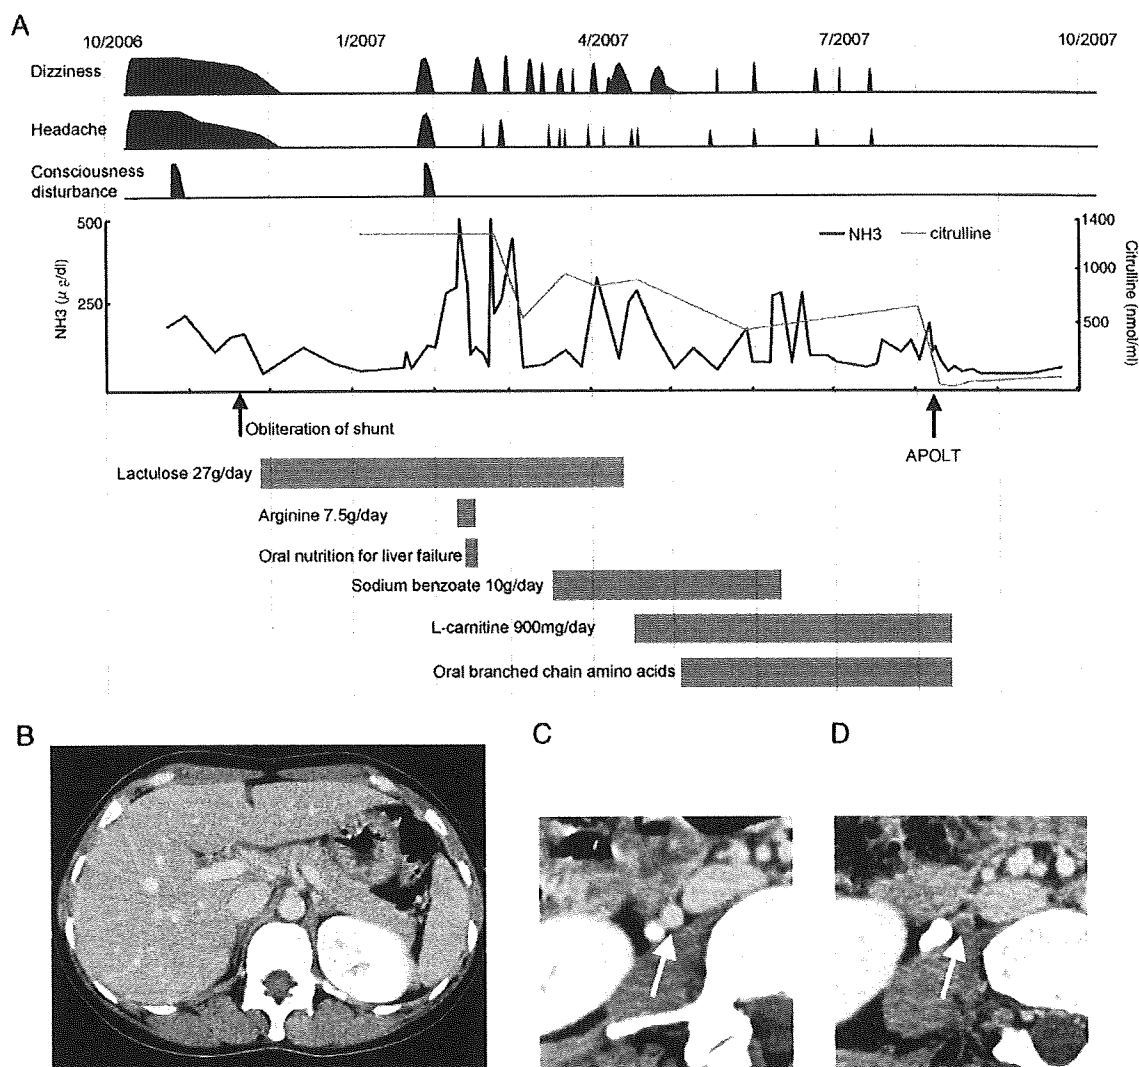 A
10/2006 1/2007 4/2007 7/2007 10/2007
Dizziness
Headache
Consciousness
disturbance
500
250
NH3 (μg/dl)
NH3 citrulline
1400
1000
500
Citrulline (nmol/ml)
Obliteration of shunt
APOLT
Lactulose 27g/day
Arginine 7.5g/day
Oral nutrition for liver failure
Sodium benzoate 10g/day
L-carnitine 900mg/day
Oral branched chain amino acids
B
C
D